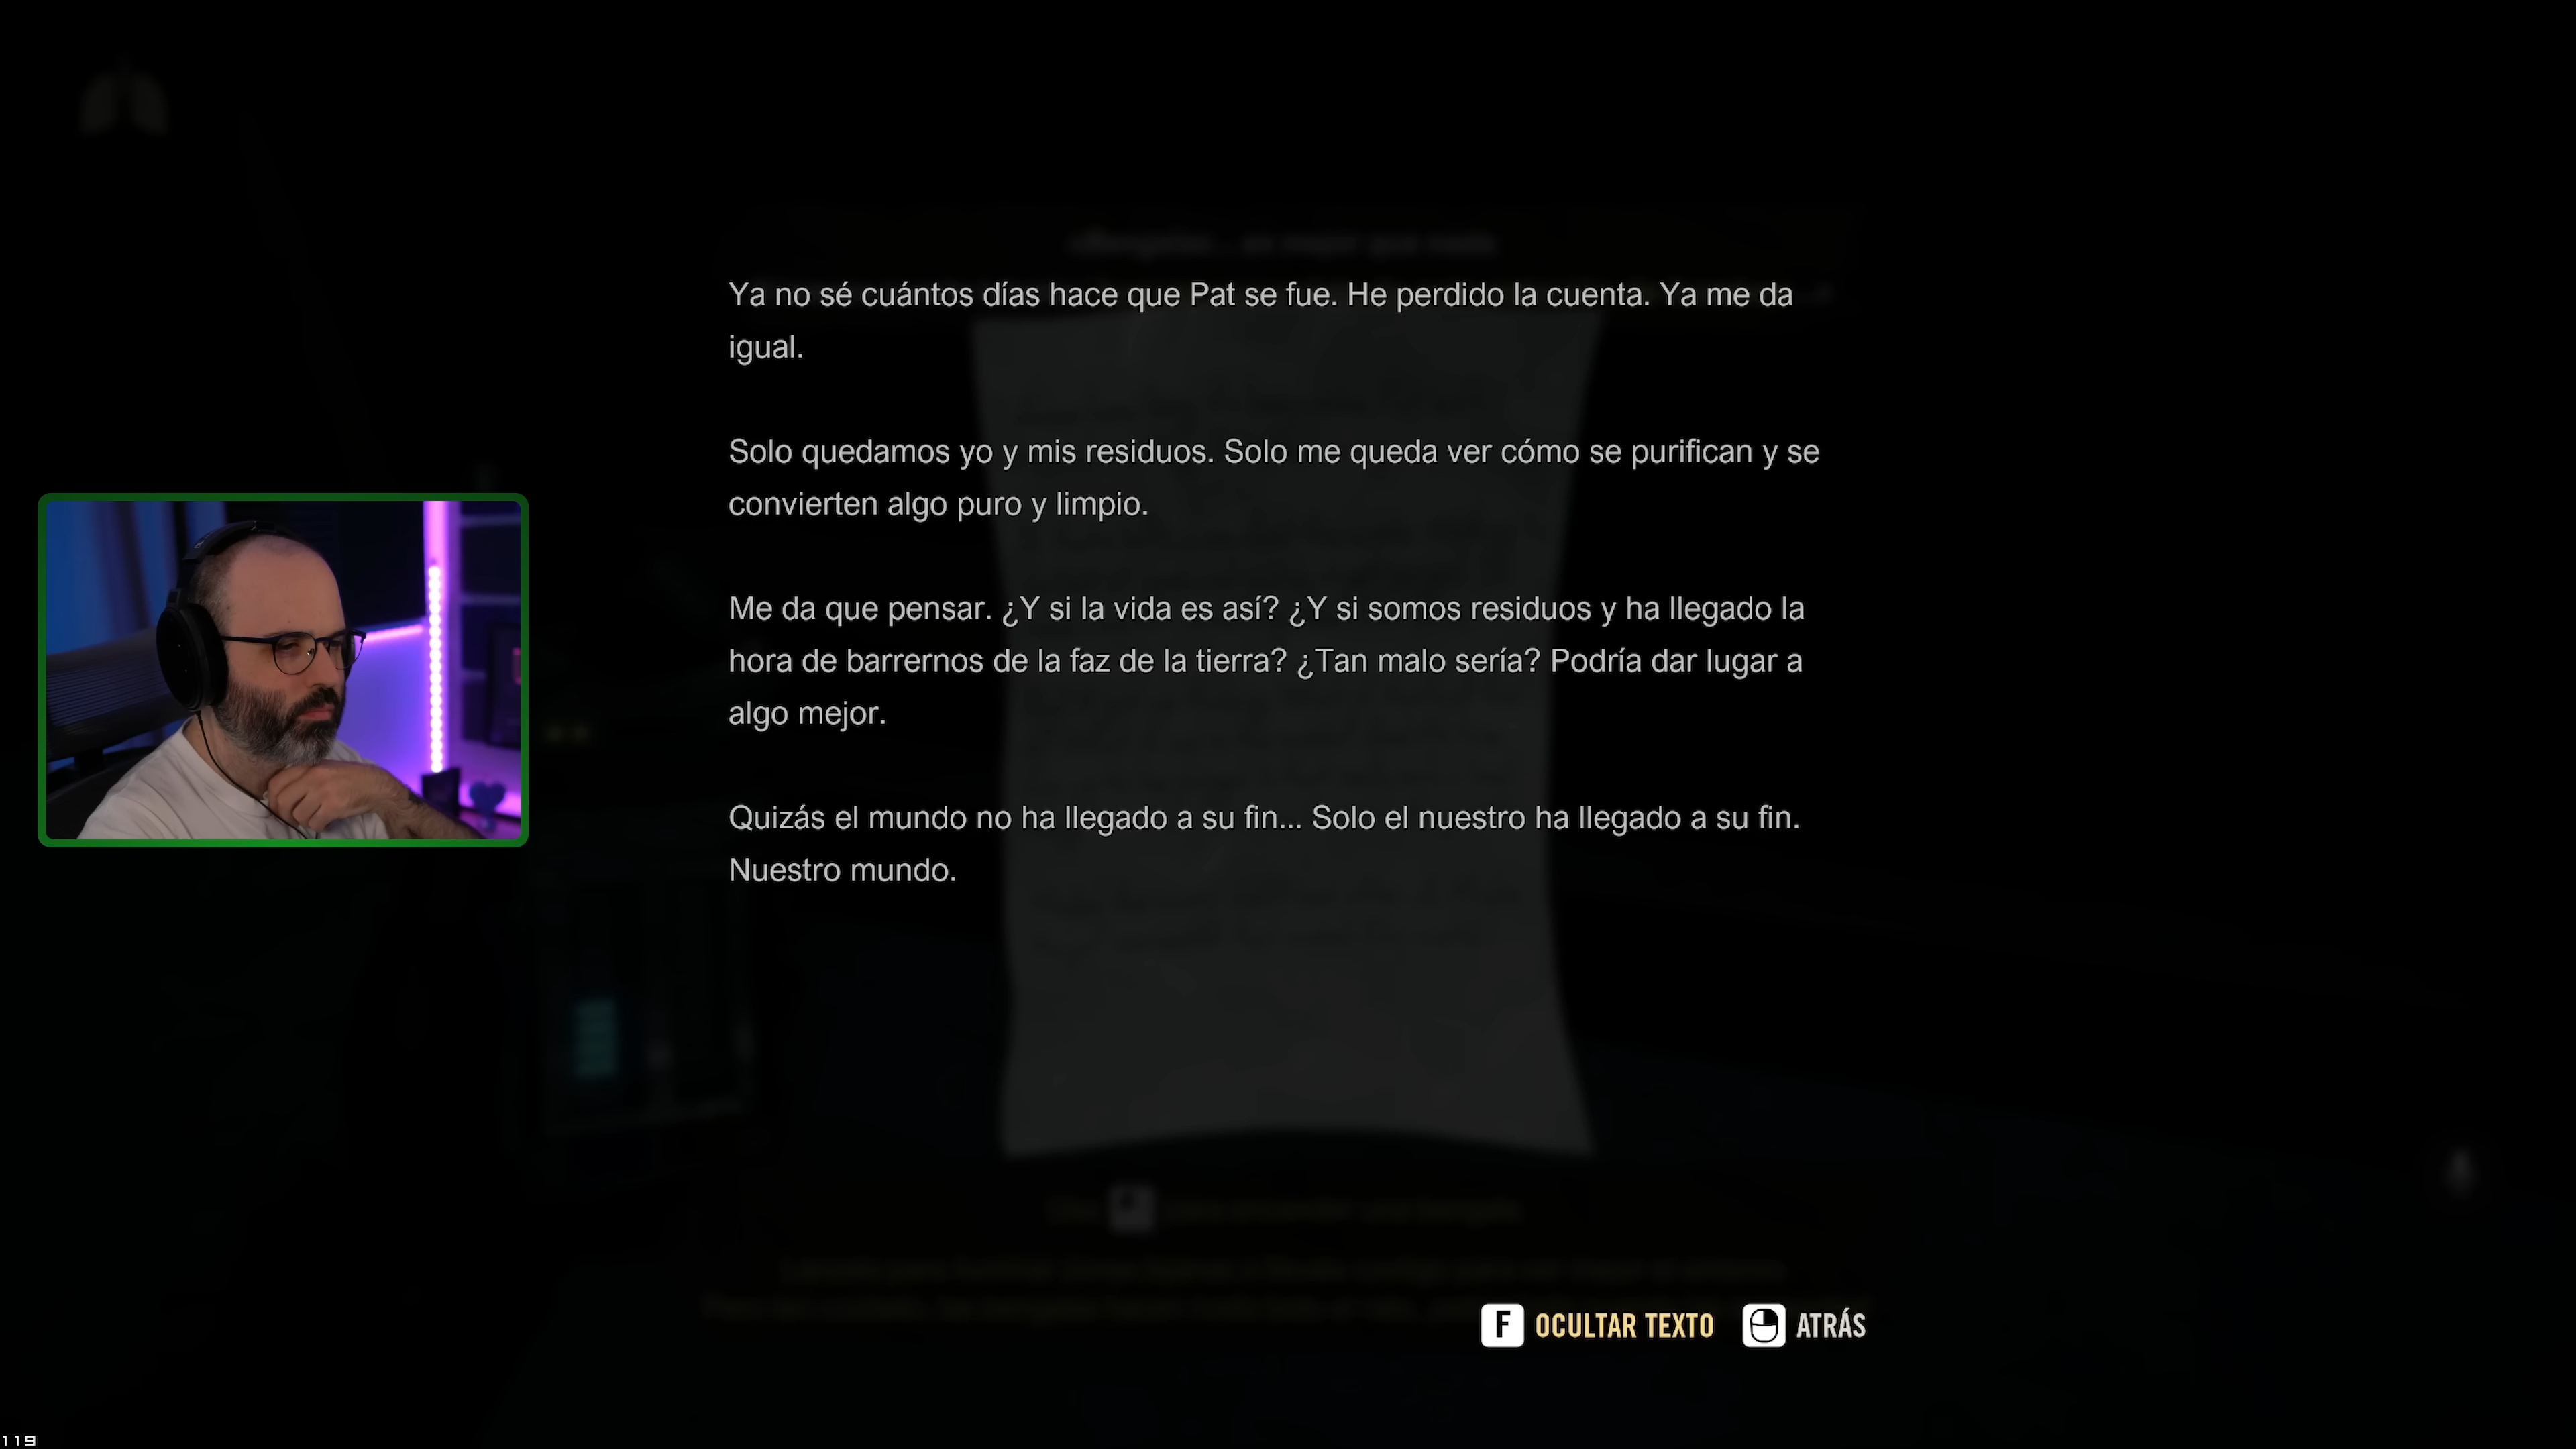 Ya no sé cuántos días hace que Pat se fue. He perdido la cuenta. Ya me da
igual.
Solo quedamos yo y mis residuos. Solo me queda ver cómo se purifican y se
convierten algo puro y limpio.
Me da que pensar. ¿Y si la vida es así? ¿Y si somos residuos y ha llegado la
hora de barrernos de la faz de la tierra? ¿Tan malo sería? Podría dar lugar a
algo mejor.
Quizás el mundo no ha llegado a su fin... Solo el nuestro ha llegado a su fin.
Nuestro mundo.
F OCULTAR TEXTO ATRÁS
119